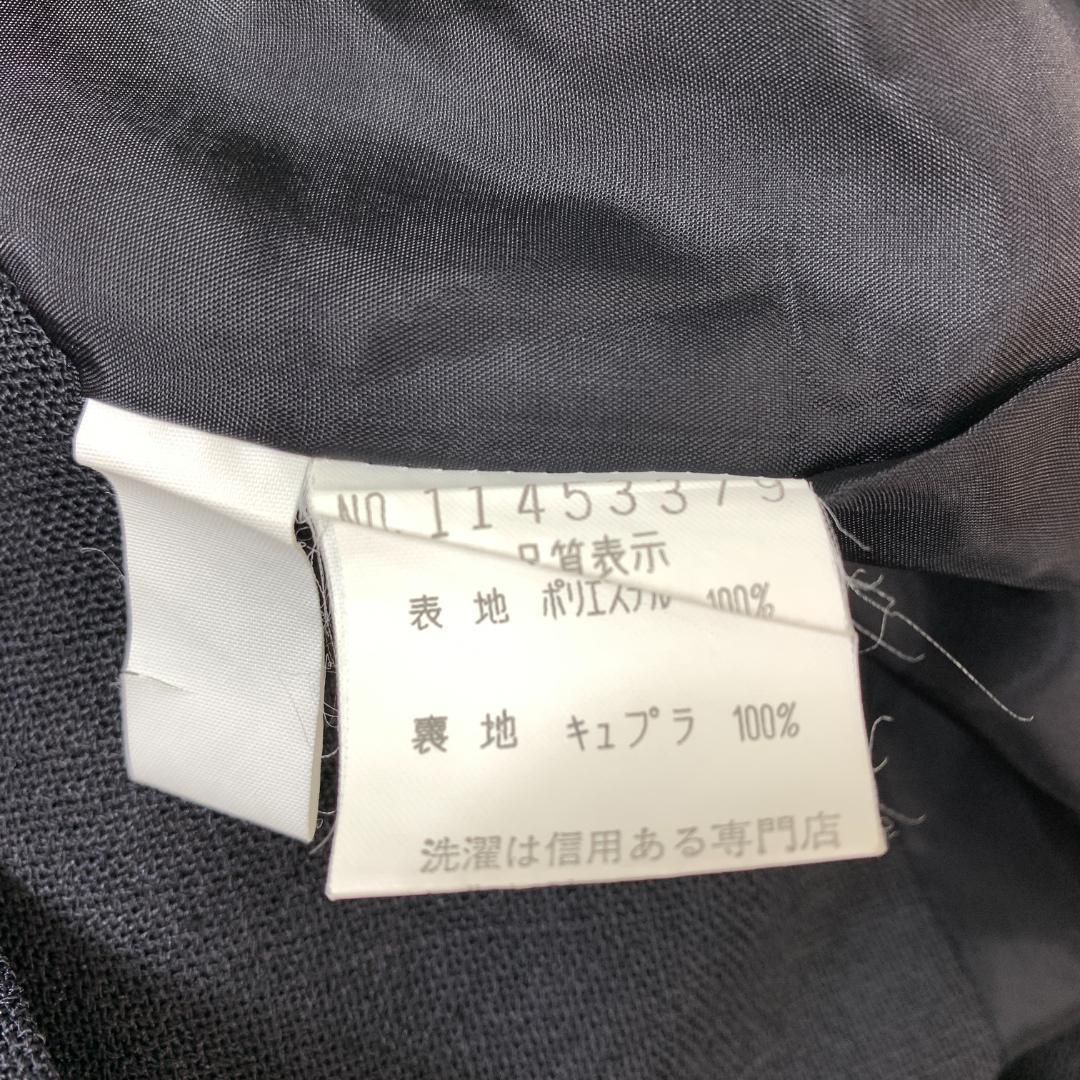 NO.11453379
品質表示
表地 ポリエステル 100%
裏地 キュプラ 100%
洗濯は信用ある専門店